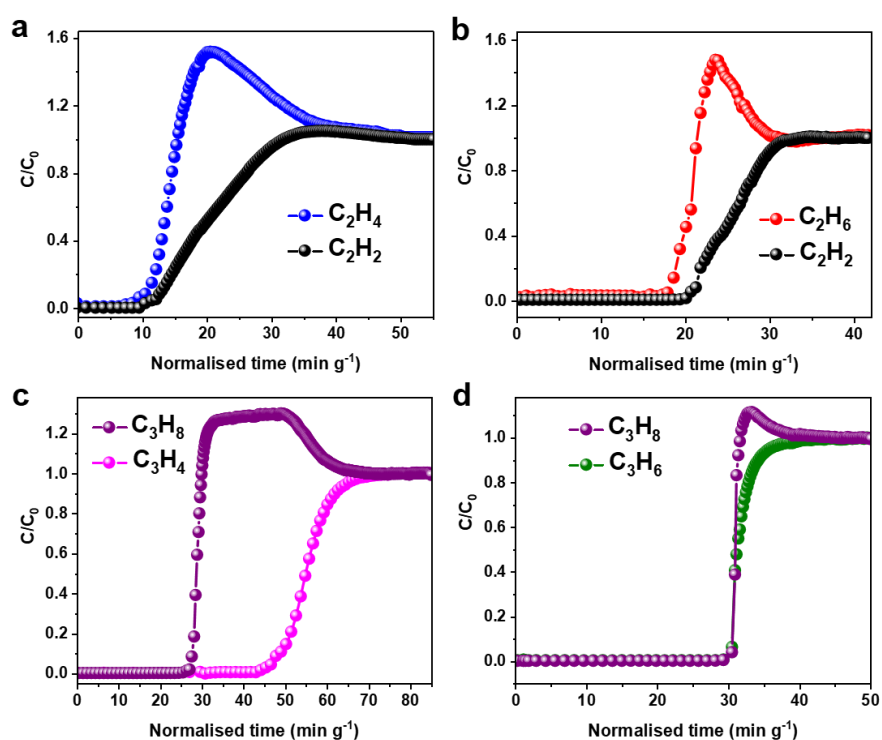 a
1.6
1.2
0.8
0.4
0.0
C/C₀
C₂H₄
C₂H₂
0 10 20 30 40 50
Normalised time (min g⁻¹)
b
1.6
1.2
0.8
0.4
0.0
C/C₀
C₂H₆
C₂H₂
0 10 20 30 40
Normalised time (min g⁻¹)
c
1.2
1.0
0.8
0.6
0.4
0.2
0.0
C/C₀
C₃H₈
C₃H₄
0 10 20 30 40 50 60 70 80
Normalised time (min g⁻¹)
d
1.0
0.8
0.6
0.4
0.2
0.0
C/C₀
C₃H₈
C₃H₆
0 10 20 30 40 50
Normalised time (min g⁻¹)